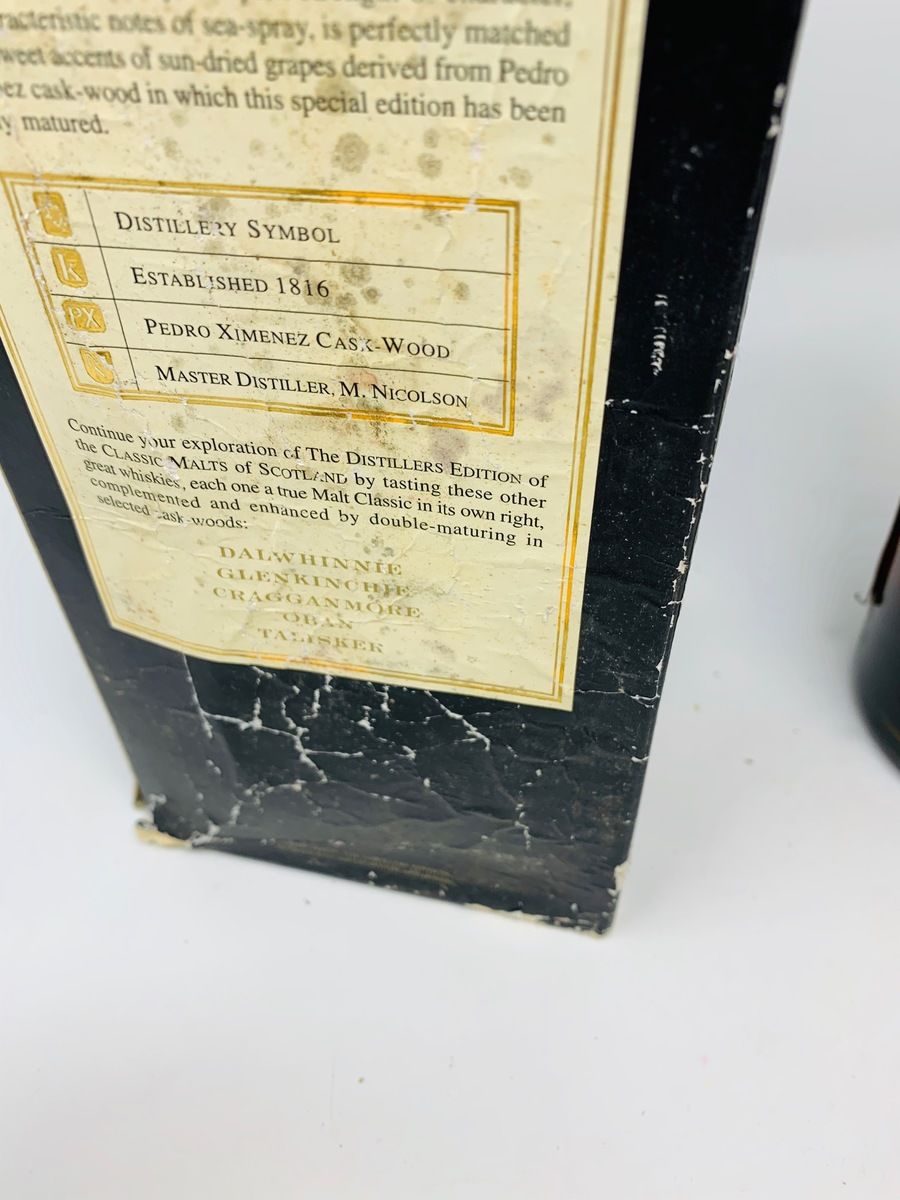 characteristic notes of sea-spray, is perfectly matched
sweet accents of sun-dried grapes derived from Pedro
cask-wood in which this special edition has been
matured.
DISTILLERY SYMBOL
ESTABLISHED 1816
PX
PEDRO XIMENEZ CASK-WOOD
MASTER DISTILLER, M. NICOLSON
Continue your exploration of The DISTILLERS EDITION of
the CLASSIC MALTS of SCOTLAND by tasting these other
great whiskies, each one a true Malt Classic in its own right,
complemented and enhanced by double-maturing in
selected cask-woods:
DALWHINNIE
GLENKINCHIE
CRAGGANMORE
OBAN
TALISKER